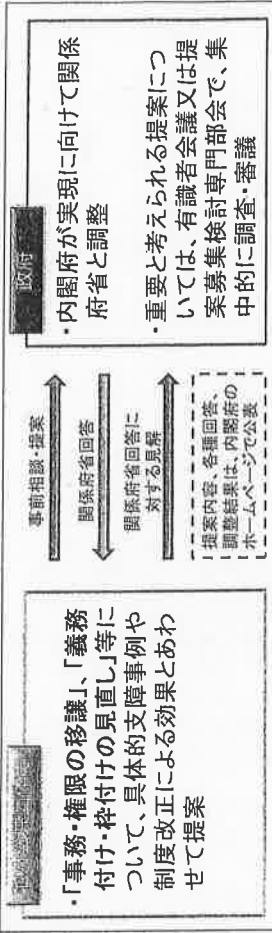 ・「事務・権限の移譲」、「義務
付け・枠付けの見直し」等に
ついて、具体的支障事例や
制度改正による効果とあわ
せて提案
事前相談・提案
関係府省回答
関係府省回答に
対する見解
提案内容、各種回答、
調整結果は、内閣府の
ホームページで公表
政府
・内閣府が実現に向けて関係
府省と調整
・重要と考えられる提案につ
いては、有識者会議又は提
案募集検討専門部会で、集
中的に調査・審議